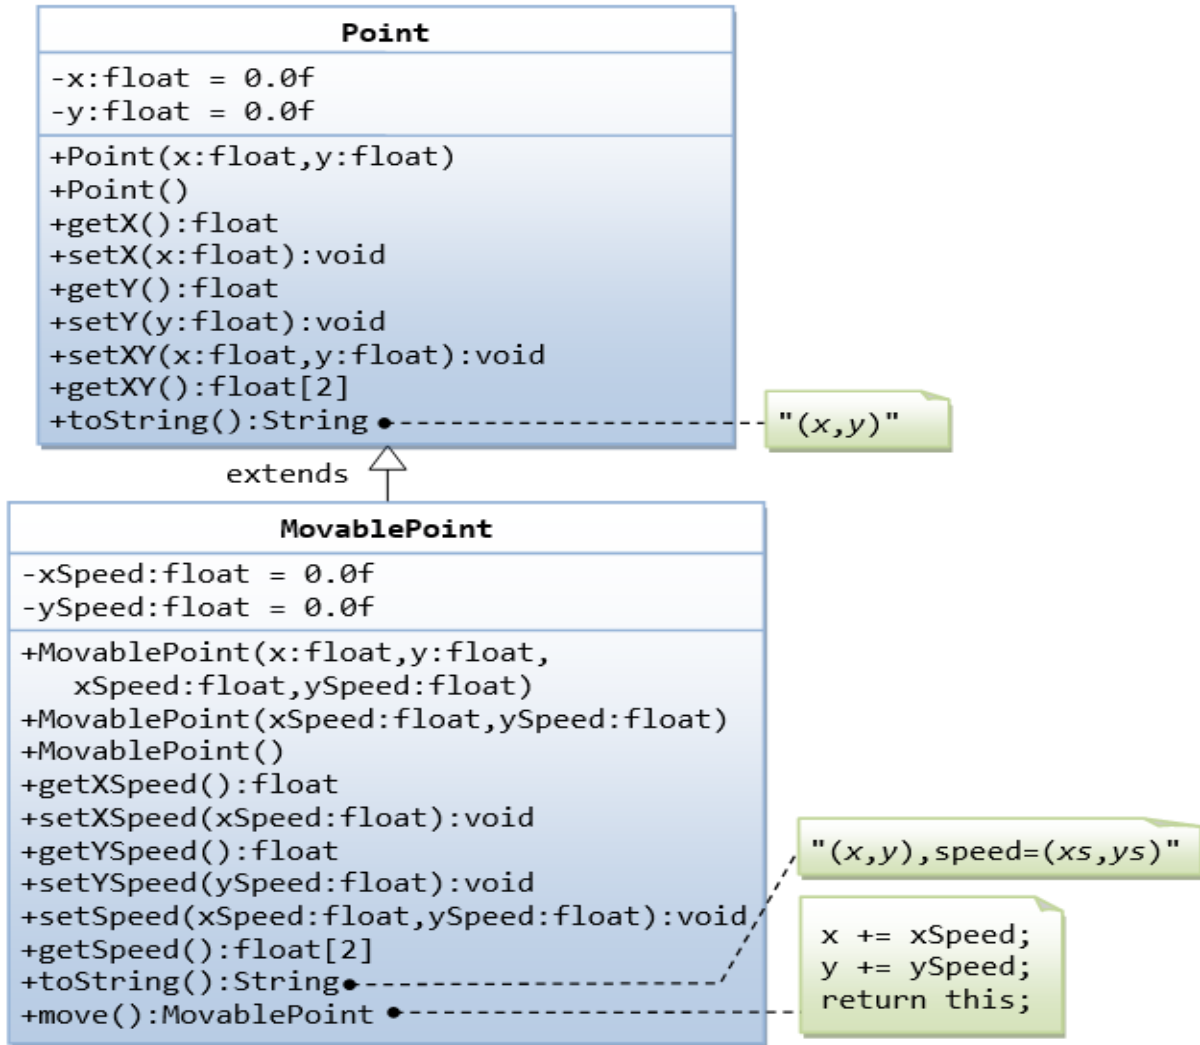 Point
-x:float = 0.0f
-y:float = 0.0f
+Point(x:float,y:float)
+Point()
+getX():float
+setX(x:float):void
+getY():float
+setY(y:float):void
+setXY(x:float,y:float):void
+getXY():float[2]
+toString():String
"(x,y)"
extends
MovablePoint
-xSpeed:float = 0.0f
-ySpeed:float = 0.0f
+MovablePoint(x:float,y:float,
xSpeed:float,ySpeed:float)
+MovablePoint(xSpeed:float,ySpeed:float)
+MovablePoint()
+getXSpeed():float
+setXSpeed(xSpeed:float):void
+getYSpeed():float
+setYSpeed(ySpeed:float):void
+setSpeed(xSpeed:float,ySpeed:float):void
+getSpeed():float[2]
+toString():String
+move():MovablePoint
"(x,y),speed=(xs,ys)"
x += xSpeed;
y += ySpeed;
return this;